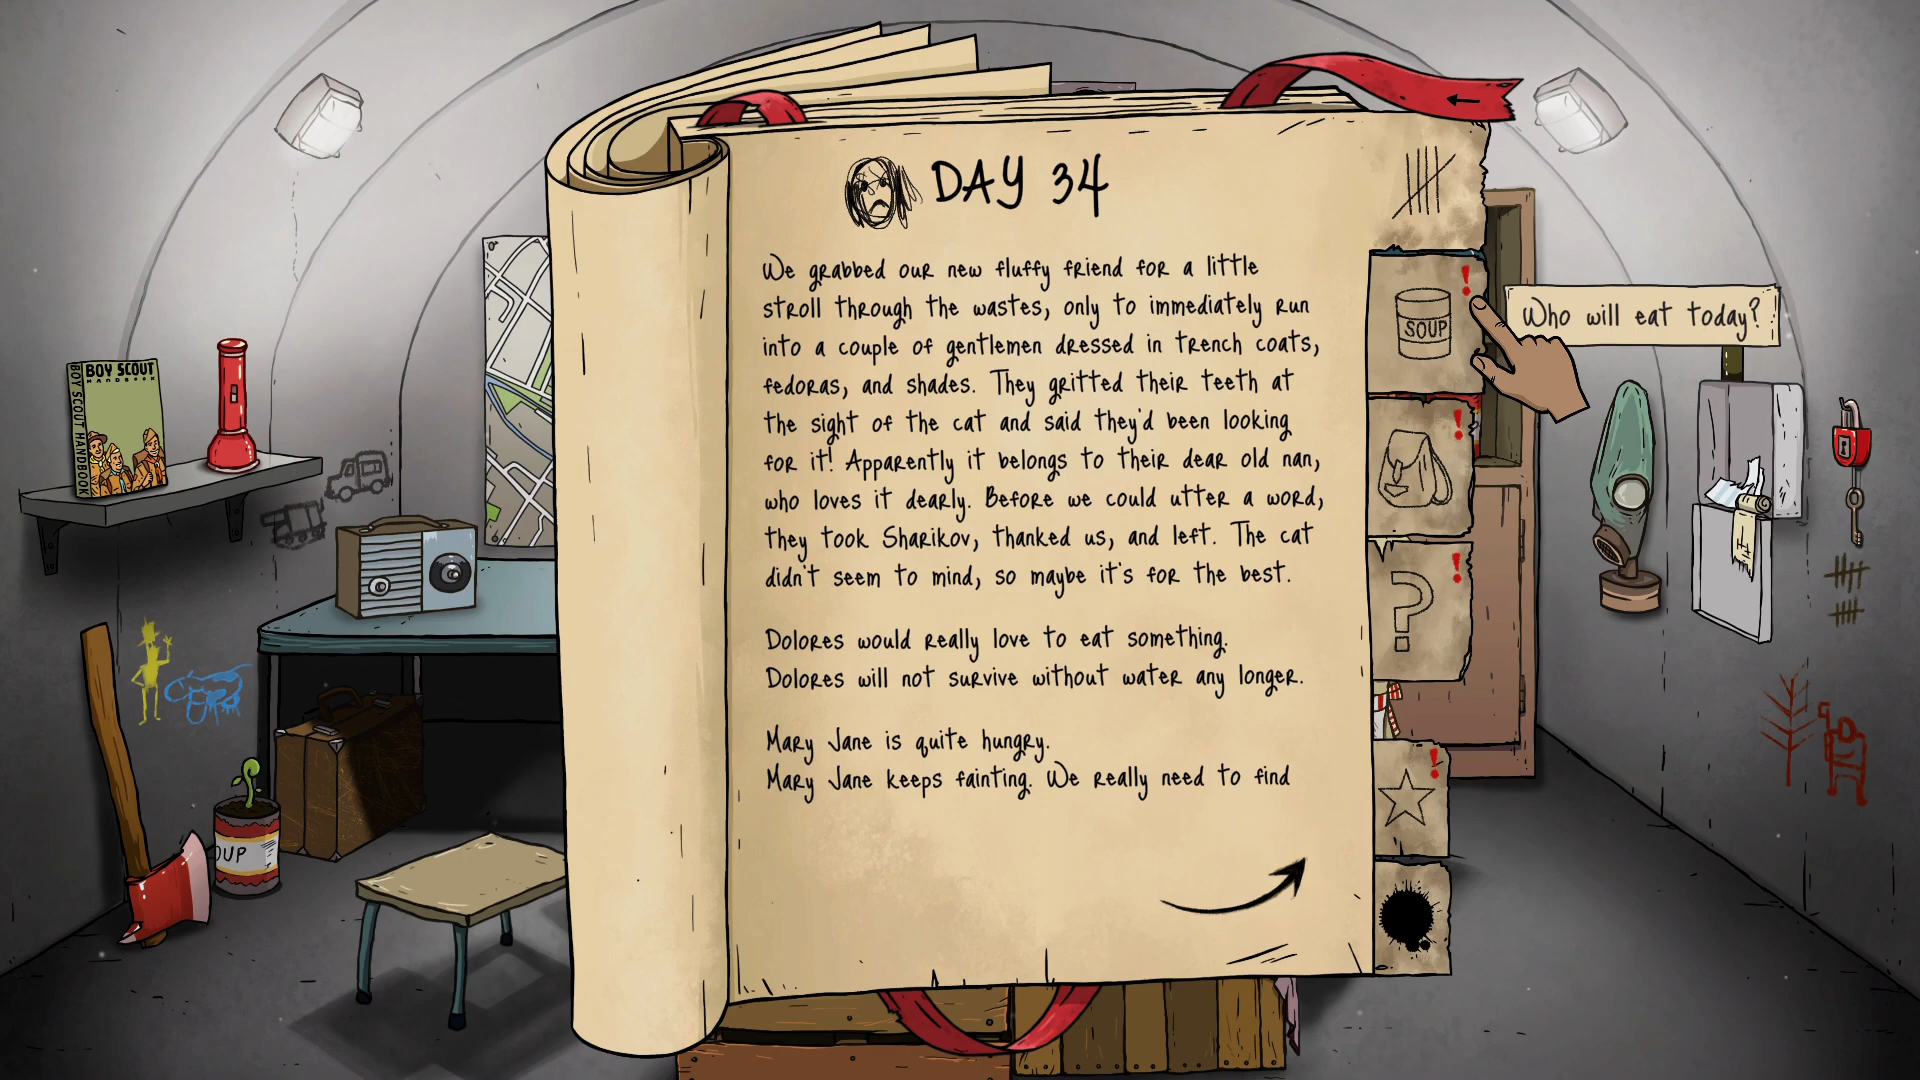 DAY 34
We grabbed our new fluffy friend for a little
stroll through the wastes, only to immediately run
into a couple of gentlemen dressed in trench coats,
fedoras, and shades. They gritted their teeth at
the sight of the cat and said they'd been looking
for it! Apparently it belongs to their dear old nan,
who loves it dearly. Before we could utter a word,
they took Sharikov, thanked us, and left. The cat
didn't seem to mind, so maybe it's for the best.
Dolores would really love to eat something.
Dolores will not survive without water any longer.
Mary Jane is quite hungry.
Mary Jane keeps fainting. We really need to find
SOUP
!
Who will eat today?
!
?
!
!
BOY SCOUT
HANDBOOK
BOY SCOUT HANDBOOK
OUP